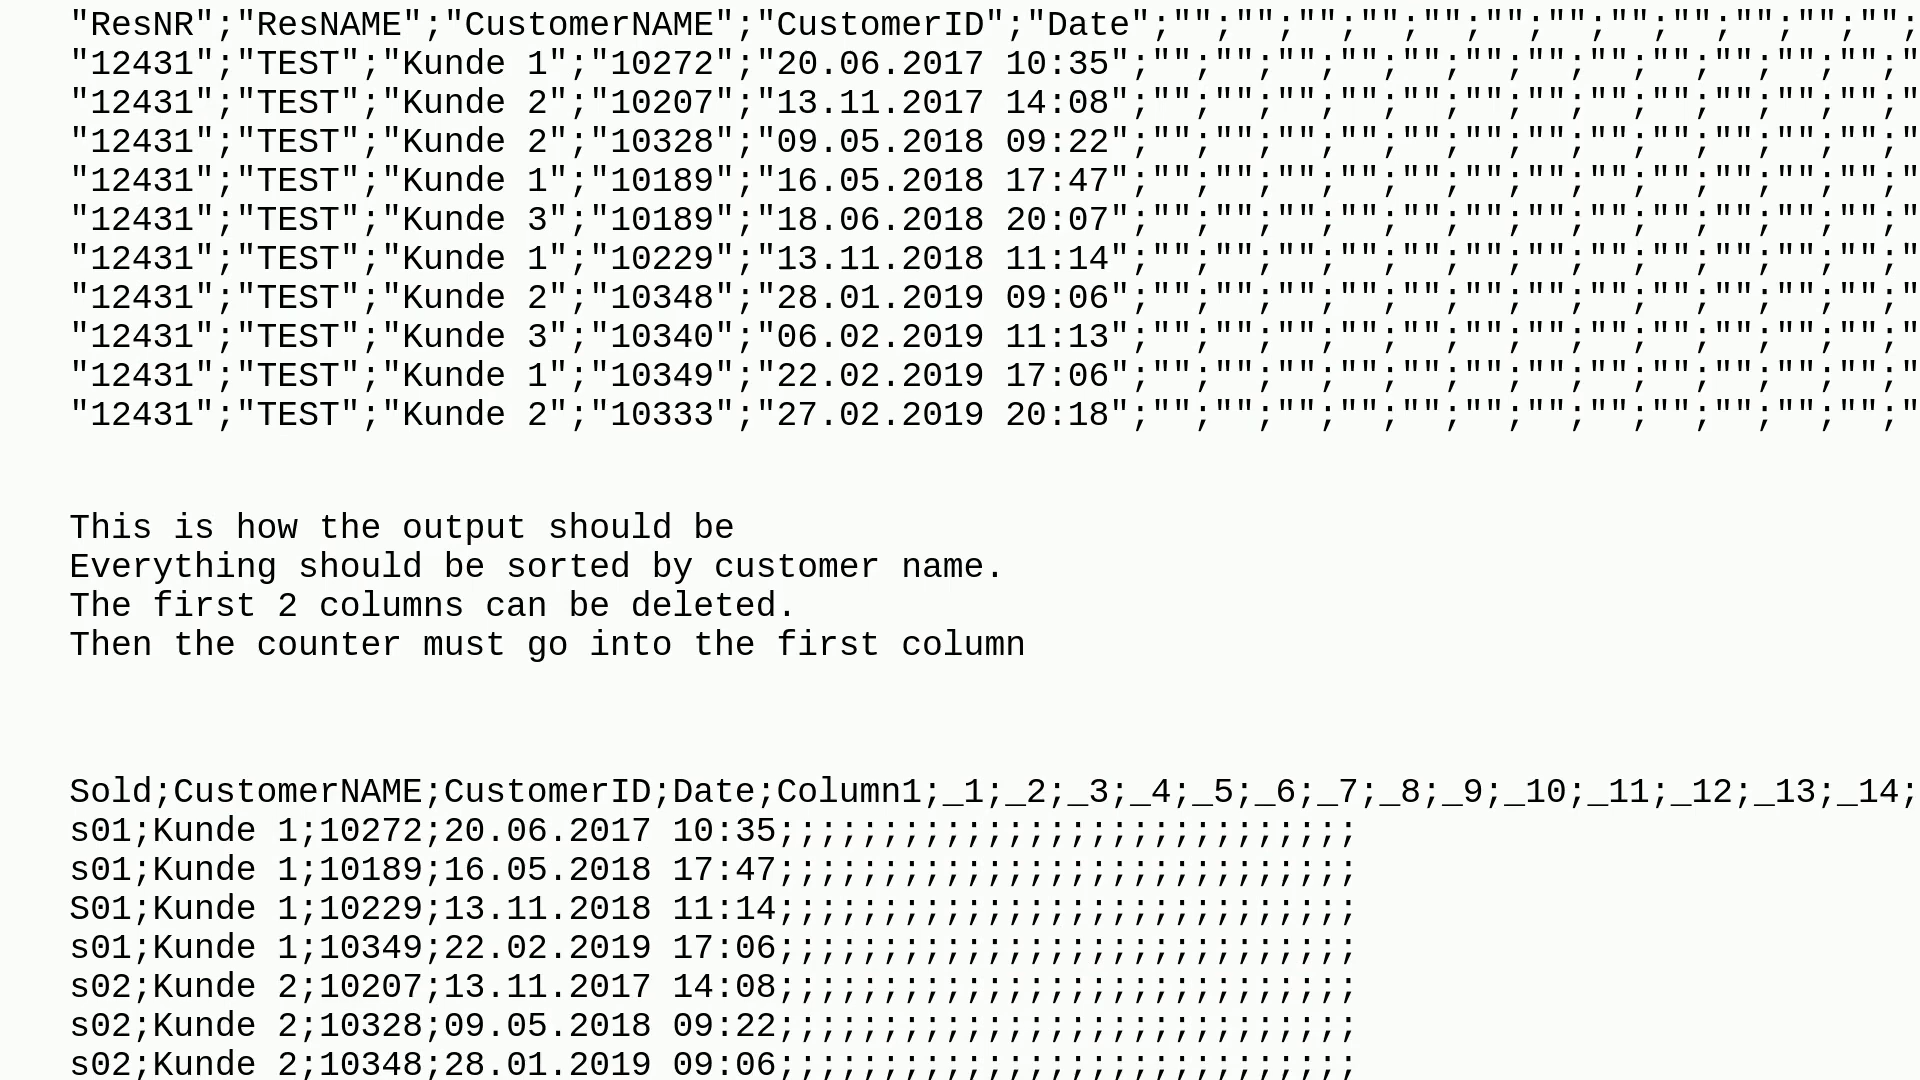 "ResNR";"ResNAME";"CustomerNAME";"CustomerID";"Date";"";"";"";"";"";"";"";"";"";"";"";"";
"12431";"TEST";"Kunde 1";"10272";"20.06.2017 10:35";"";"";"";"";"";"";"";"";"";"";"";"";"
"12431";"TEST";"Kunde 2";"10207";"13.11.2017 14:08";"";"";"";"";"";"";"";"";"";"";"";"";"
"12431";"TEST";"Kunde 2";"10328";"09.05.2018 09:22";"";"";"";"";"";"";"";"";"";"";"";"";"
"12431";"TEST";"Kunde 1";"10189";"16.05.2018 17:47";"";"";"";"";"";"";"";"";"";"";"";"";"
"12431";"TEST";"Kunde 3";"10189";"18.06.2018 20:07";"";"";"";"";"";"";"";"";"";"";"";"";"
"12431";"TEST";"Kunde 1";"10229";"13.11.2018 11:14";"";"";"";"";"";"";"";"";"";"";"";"";"
"12431";"TEST";"Kunde 2";"10348";"28.01.2019 09:06";"";"";"";"";"";"";"";"";"";"";"";"";"
"12431";"TEST";"Kunde 3";"10340";"06.02.2019 11:13";"";"";"";"";"";"";"";"";"";"";"";"";"
"12431";"TEST";"Kunde 1";"10349";"22.02.2019 17:06";"";"";"";"";"";"";"";"";"";"";"";"";"
"12431";"TEST";"Kunde 2";"10333";"27.02.2019 20:18";"";"";"";"";"";"";"";"";"";"";"";"";"
This is how the output should be
Everything should be sorted by customer name.
The first 2 columns can be deleted.
Then the counter must go into the first column
Sold;CustomerNAME;CustomerID;Date;Column1;_1;_2;_3;_4;_5;_6;_7;_8;_9;_10;_11;_12;_13;_14;
s01;Kunde 1;10272;20.06.2017 10:35;;;;;;;;;;;;;;;;;;;;;;;;;;;;
s01;Kunde 1;10189;16.05.2018 17:47;;;;;;;;;;;;;;;;;;;;;;;;;;;;
S01;Kunde 1;10229;13.11.2018 11:14;;;;;;;;;;;;;;;;;;;;;;;;;;;;
s01;Kunde 1;10349;22.02.2019 17:06;;;;;;;;;;;;;;;;;;;;;;;;;;;;
s02;Kunde 2;10207;13.11.2017 14:08;;;;;;;;;;;;;;;;;;;;;;;;;;;;
s02;Kunde 2;10328;09.05.2018 09:22;;;;;;;;;;;;;;;;;;;;;;;;;;;;
s02;Kunde 2;10348;28.01.2019 09:06;;;;;;;;;;;;;;;;;;;;;;;;;;;;